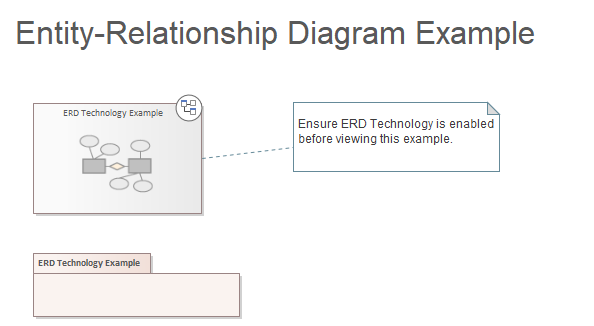 Entity-Relationship Diagram Example
ERD Technology Example
Ensure ERD Technology is enabled
before viewing this example.
ERD Technology Example